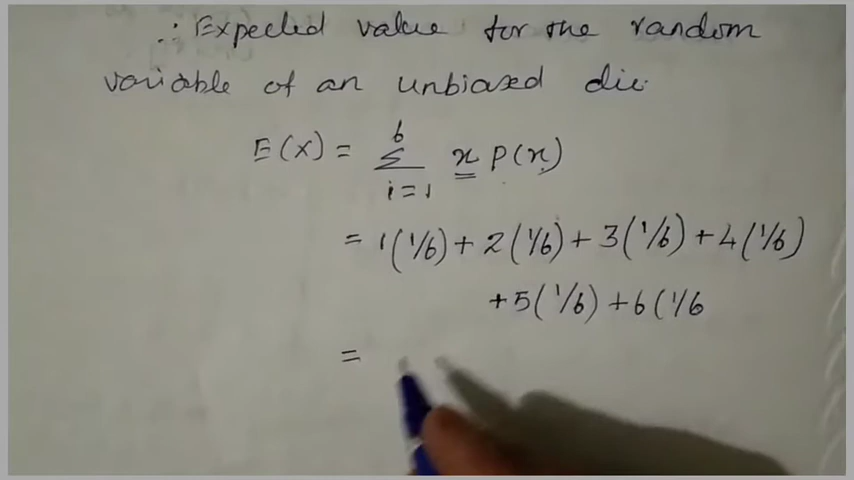 ∴ Expected value for the random
variable of an unbiased die.
E(X) = 6 Σ i=1 x P(x)
= 1(1/6) + 2(1/6) + 3(1/6) + 4(1/6)
+5(1/6) + 6(1/6
=